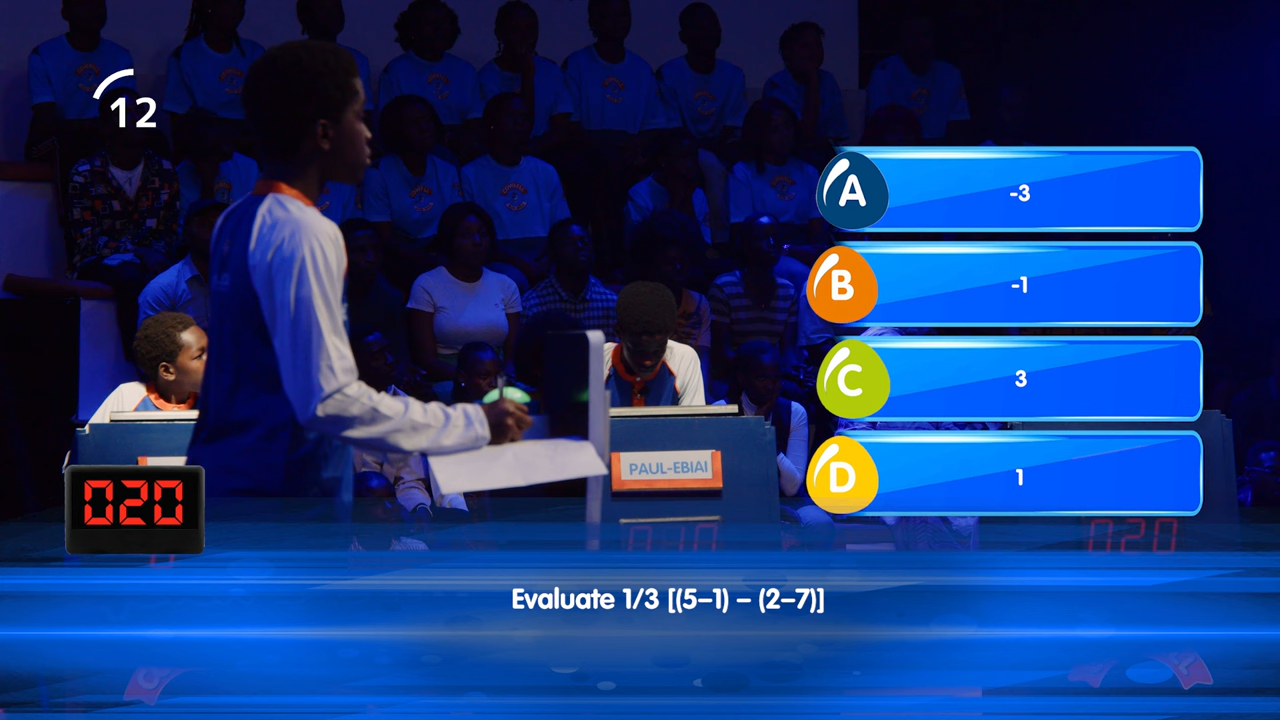 12
A
-3
B
-1
C
3
D
1
PAUL-EBIAI
020
020
Evaluate 1/3 [(5–1) – (2–7)]